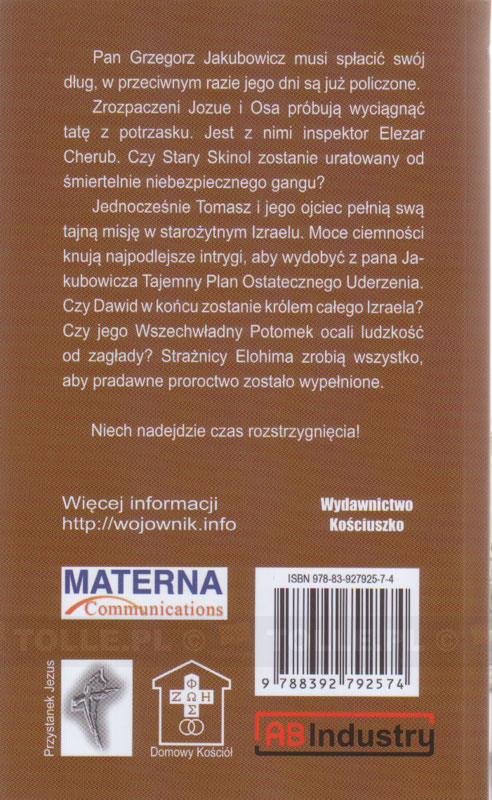 Pan Grzegorz Jakubowicz musi spłacić swój
dług, w przeciwnym razie jego dni są już policzone.
Zrozpaczeni Jozue i Osa próbują wyciągnąć
tatę z potrzasku. Jest z nimi inspektor Elezar
Cherub. Czy Stary Skinol zostanie uratowany od
śmiertelnie niebezpiecznego gangu?
Jednocześnie Tomasz i jego ojciec pełnią swą
tajną misję w starożytnym Izraelu. Moce ciemności
knują najpodlejsze intrygi, aby wydobyć z pana Ja-
kubowicza Tajemny Plan Ostatecznego Uderzenia.
Czy Dawid w końcu zostanie królem całego Izraela?
Czy jego Wszechwładny Potomek ocali ludzkość
od zagłady? Strażnicy Elohima zrobią wszystko,
aby pradawne proroctwo zostało wypełnione.
Niech nadejdzie czas rozstrzygnięcia!
Więcej informacji
http://wojownik.info
Wydawnictwo
Kościuszko
MATERNA
Communications
ISBN 978-83-927925-7-4
9 788392 792574
TOLLE.PL © TOLLE.PL ©
Przystanek Jezus
Φ
ΖΩΗ
Σ
Domowy Kościół
ABIndustry